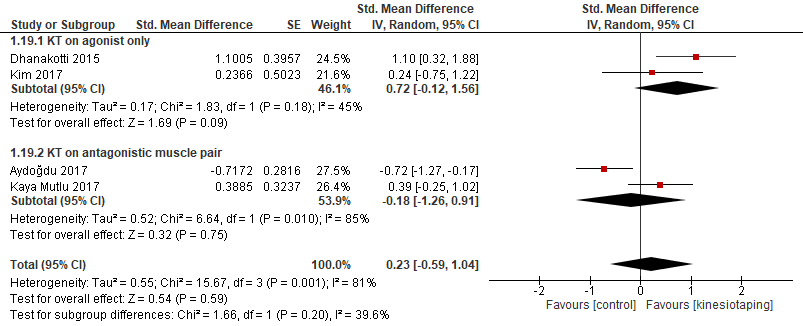 Std. Mean Difference Std. Mean Difference
Study or Subgroup Std. Mean Difference SE Weight IV, Random, 95% CI IV, Random, 95% CI
1.19.1 KT on agonist only
Dhanakotti 2015 1.1005 0.3957 24.5% 1.10 [0.32, 1.88]
Kim 2017 0.2366 0.5023 21.6% 0.24 [-0.75, 1.22]
Subtotal (95% CI) 46.1% 0.72 [-0.12, 1.56]
Heterogeneity: Tau² = 0.17; Chi² = 1.83, df = 1 (P = 0.18); I² = 45%
Test for overall effect: Z = 1.69 (P = 0.09)
1.19.2 KT on antagonistic muscle pair
Aydoğdu 2017 -0.7172 0.2816 27.5% -0.72 [-1.27, -0.17]
Kaya Mutlu 2017 0.3885 0.3237 26.4% 0.39 [-0.25, 1.02]
Subtotal (95% CI) 53.9% -0.18 [-1.26, 0.91]
Heterogeneity: Tau² = 0.52; Chi² = 6.64, df = 1 (P = 0.010); I² = 85%
Test for overall effect: Z = 0.32 (P = 0.75)
Total (95% CI) 100.0% 0.23 [-0.59, 1.04]
Heterogeneity: Tau² = 0.55; Chi² = 15.67, df = 3 (P = 0.001); I² = 81%
Test for overall effect: Z = 0.54 (P = 0.59)
Test for subgroup differences: Chi² = 1.66, df = 1 (P = 0.20), I² = 39.6%
-2 -1 0 1 2
Favours [control] Favours [kinesiotaping]